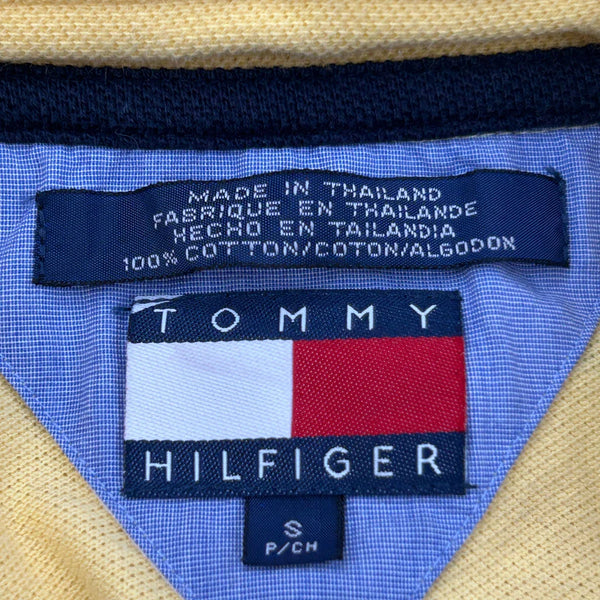 MADE IN THAILAND
FABRIQUE EN THAILANDE
HECHO EN TAILANDIA
100% COTTON/COTON/ALGODON
TOMMY
HILFIGER
S
P/CH